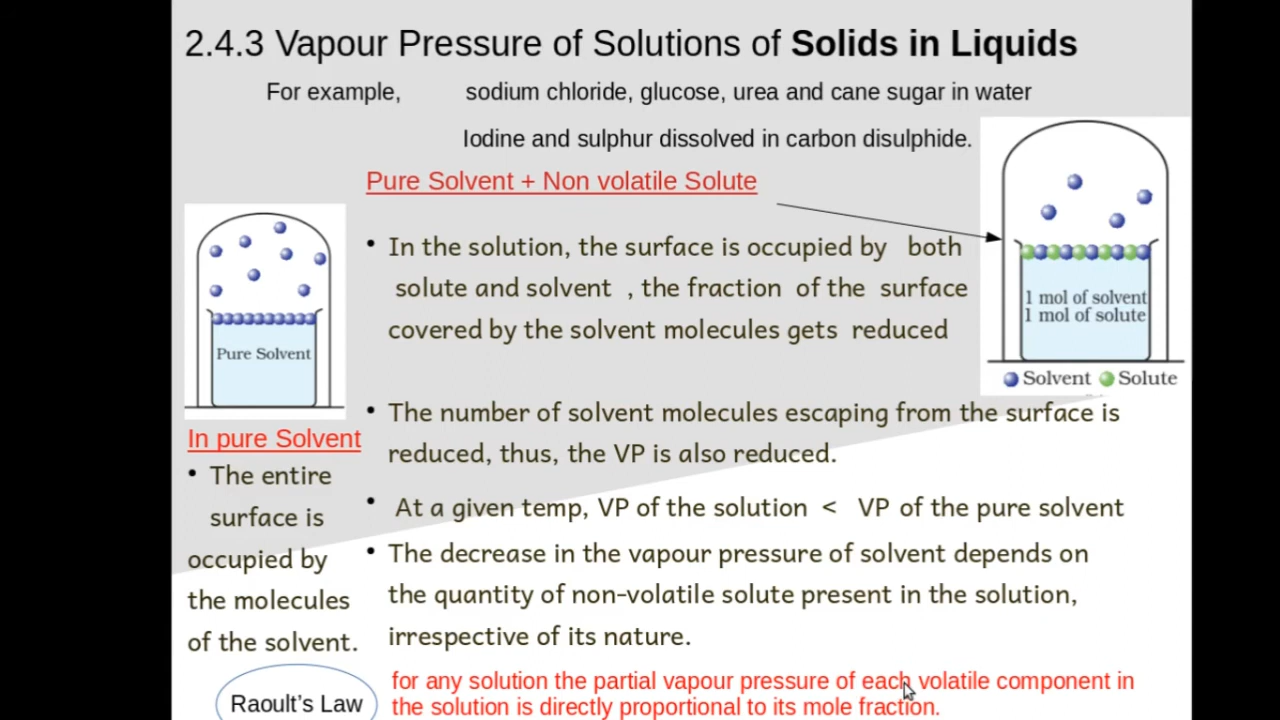 2.4.3 Vapour Pressure of Solutions of Solids in Liquids
For example, sodium chloride, glucose, urea and cane sugar in water
Iodine and sulphur dissolved in carbon disulphide.
Pure Solvent + Non volatile Solute
• In the solution, the surface is occupied by both
solute and solvent , the fraction of the surface
covered by the solvent molecules gets reduced
1 mol of solvent
1 mol of solute
Solvent Solute
Pure Solvent
• The number of solvent molecules escaping from the surface is
reduced, thus, the VP is also reduced.
• At a given temp, VP of the solution < VP of the pure solvent
• The decrease in the vapour pressure of solvent depends on
the quantity of non-volatile solute present in the solution,
irrespective of its nature.
In pure Solvent
• The entire
surface is
occupied by
the molecules
of the solvent.
Raoult's Law
for any solution the partial vapour pressure of each volatile component in
the solution is directly proportional to its mole fraction.